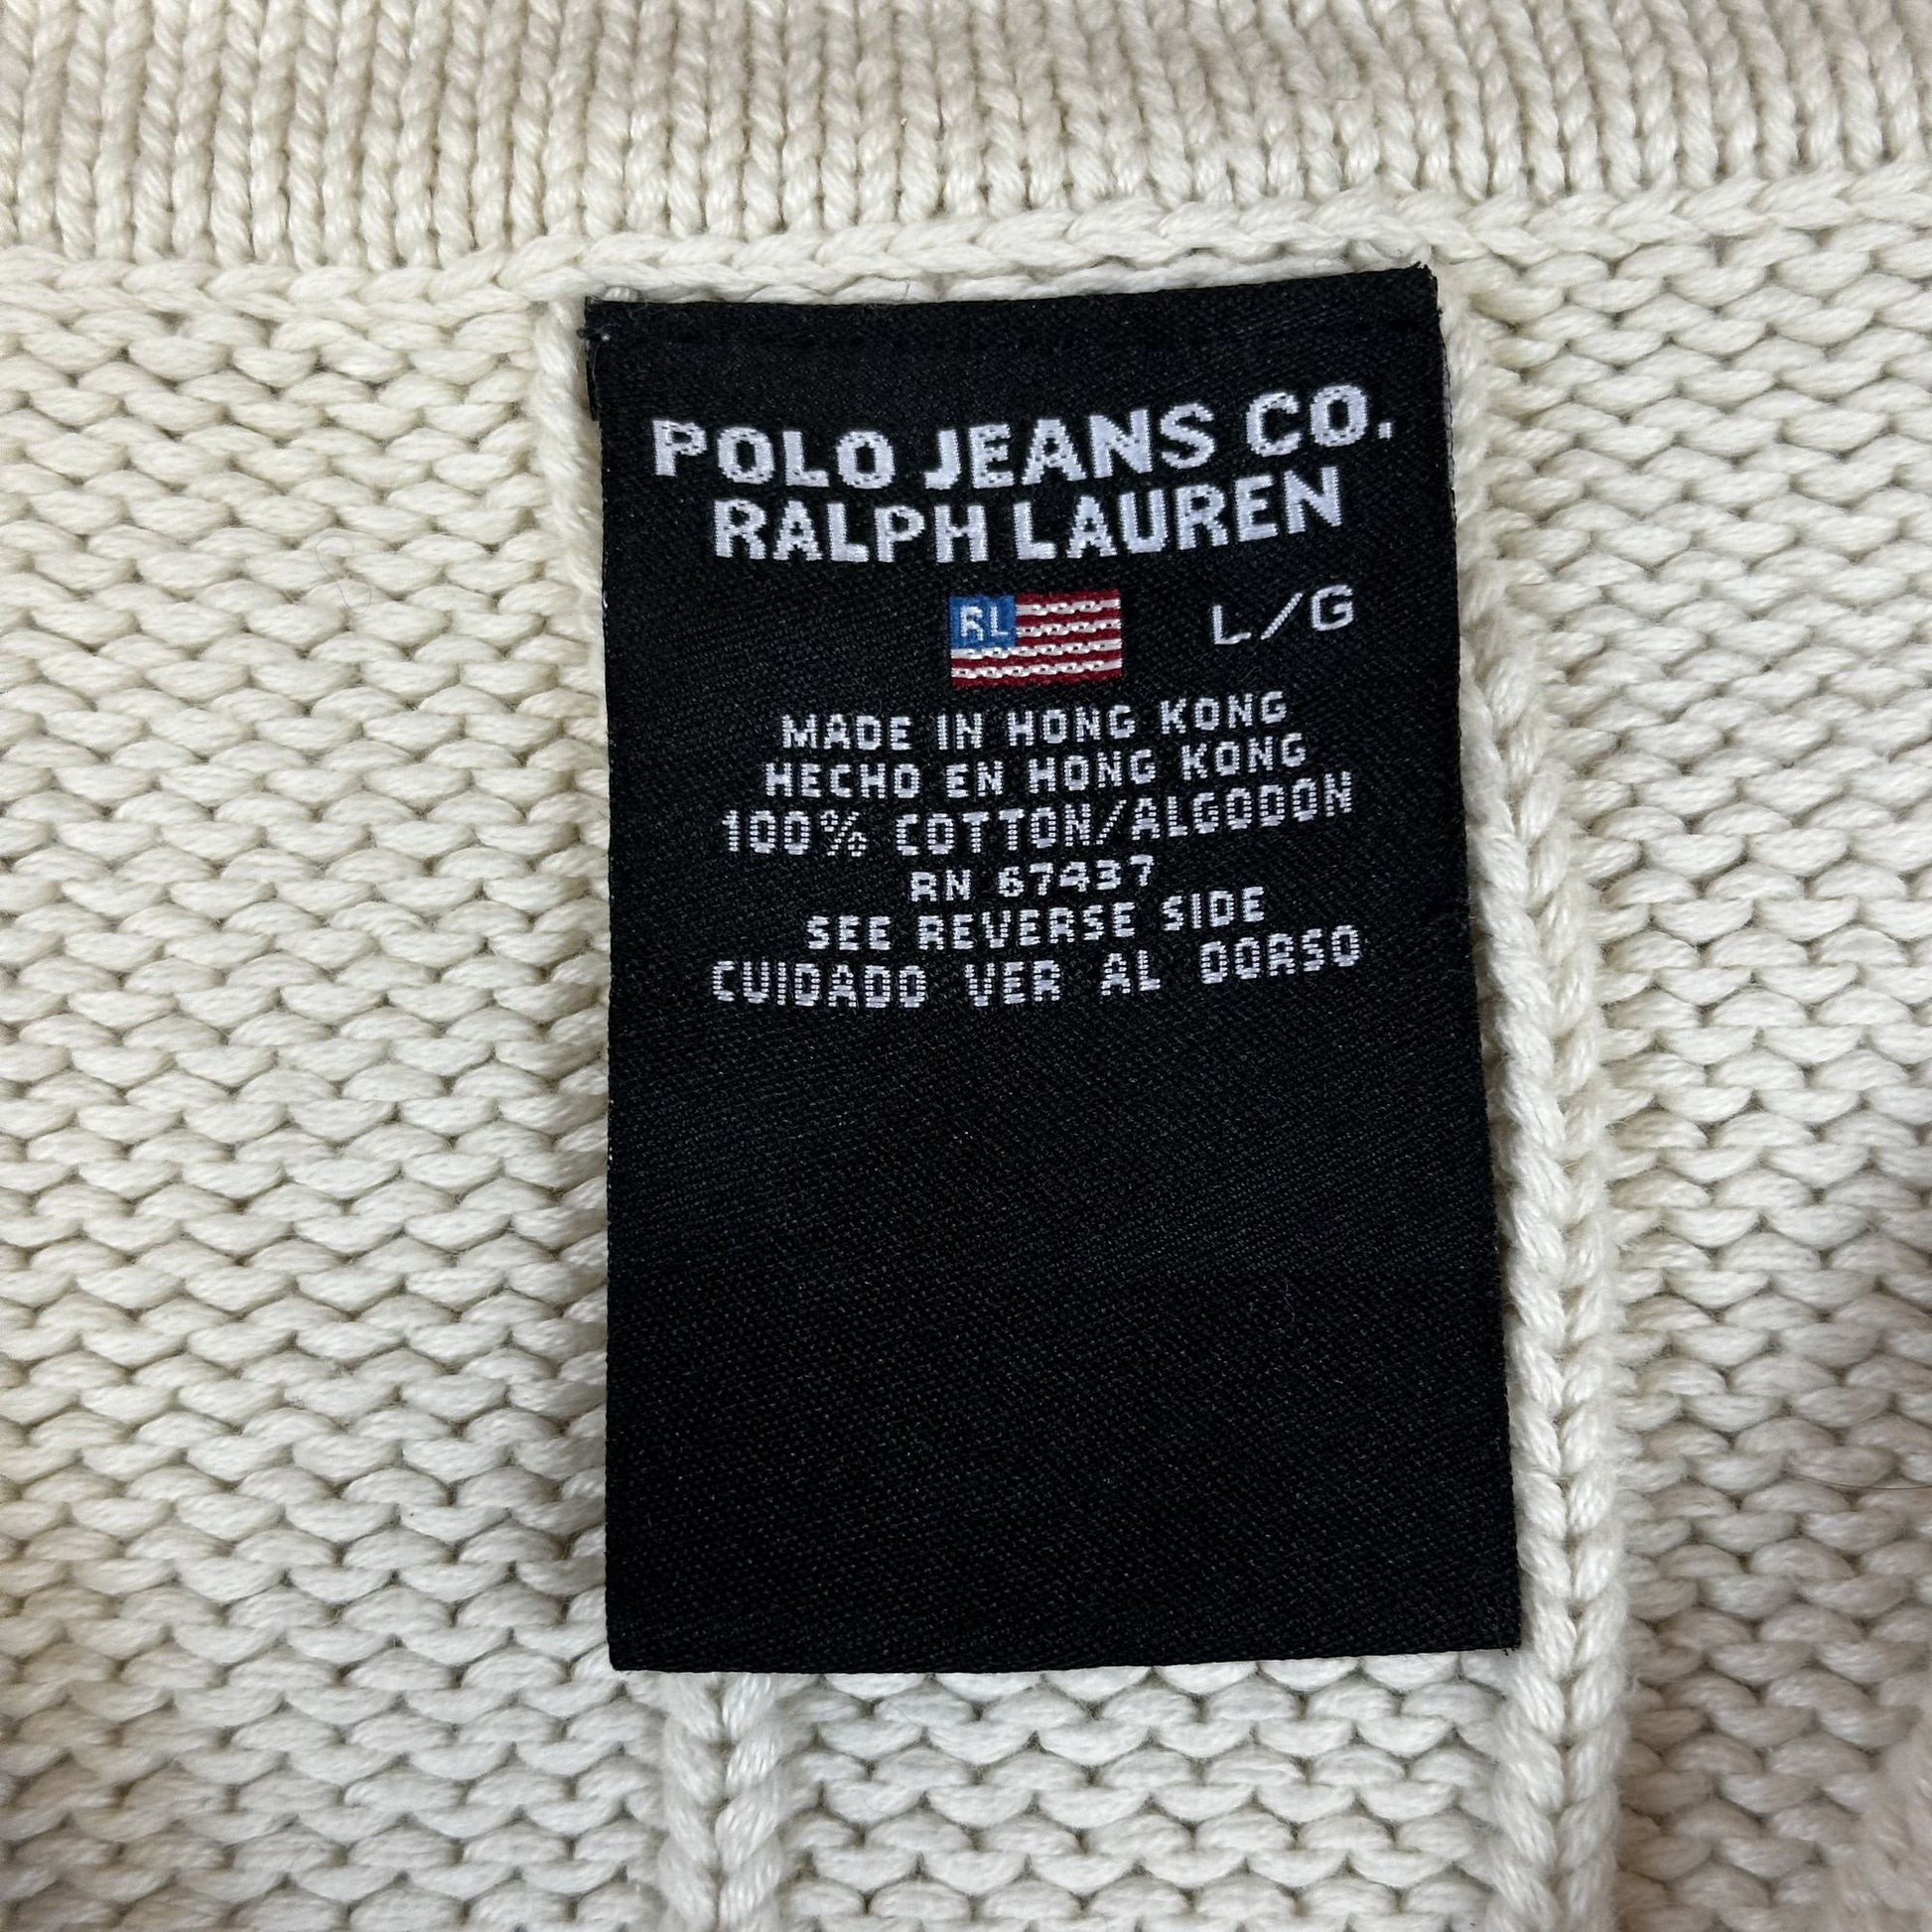 POLO JEANS CO.
RALPH LAUREN
RL
L/G
MADE IN HONG KONG
HECHO EN HONG KONG
100% COTTON/ALGODON
RN 67437
SEE REVERSE SIDE
CUIDADO VER AL DORSO